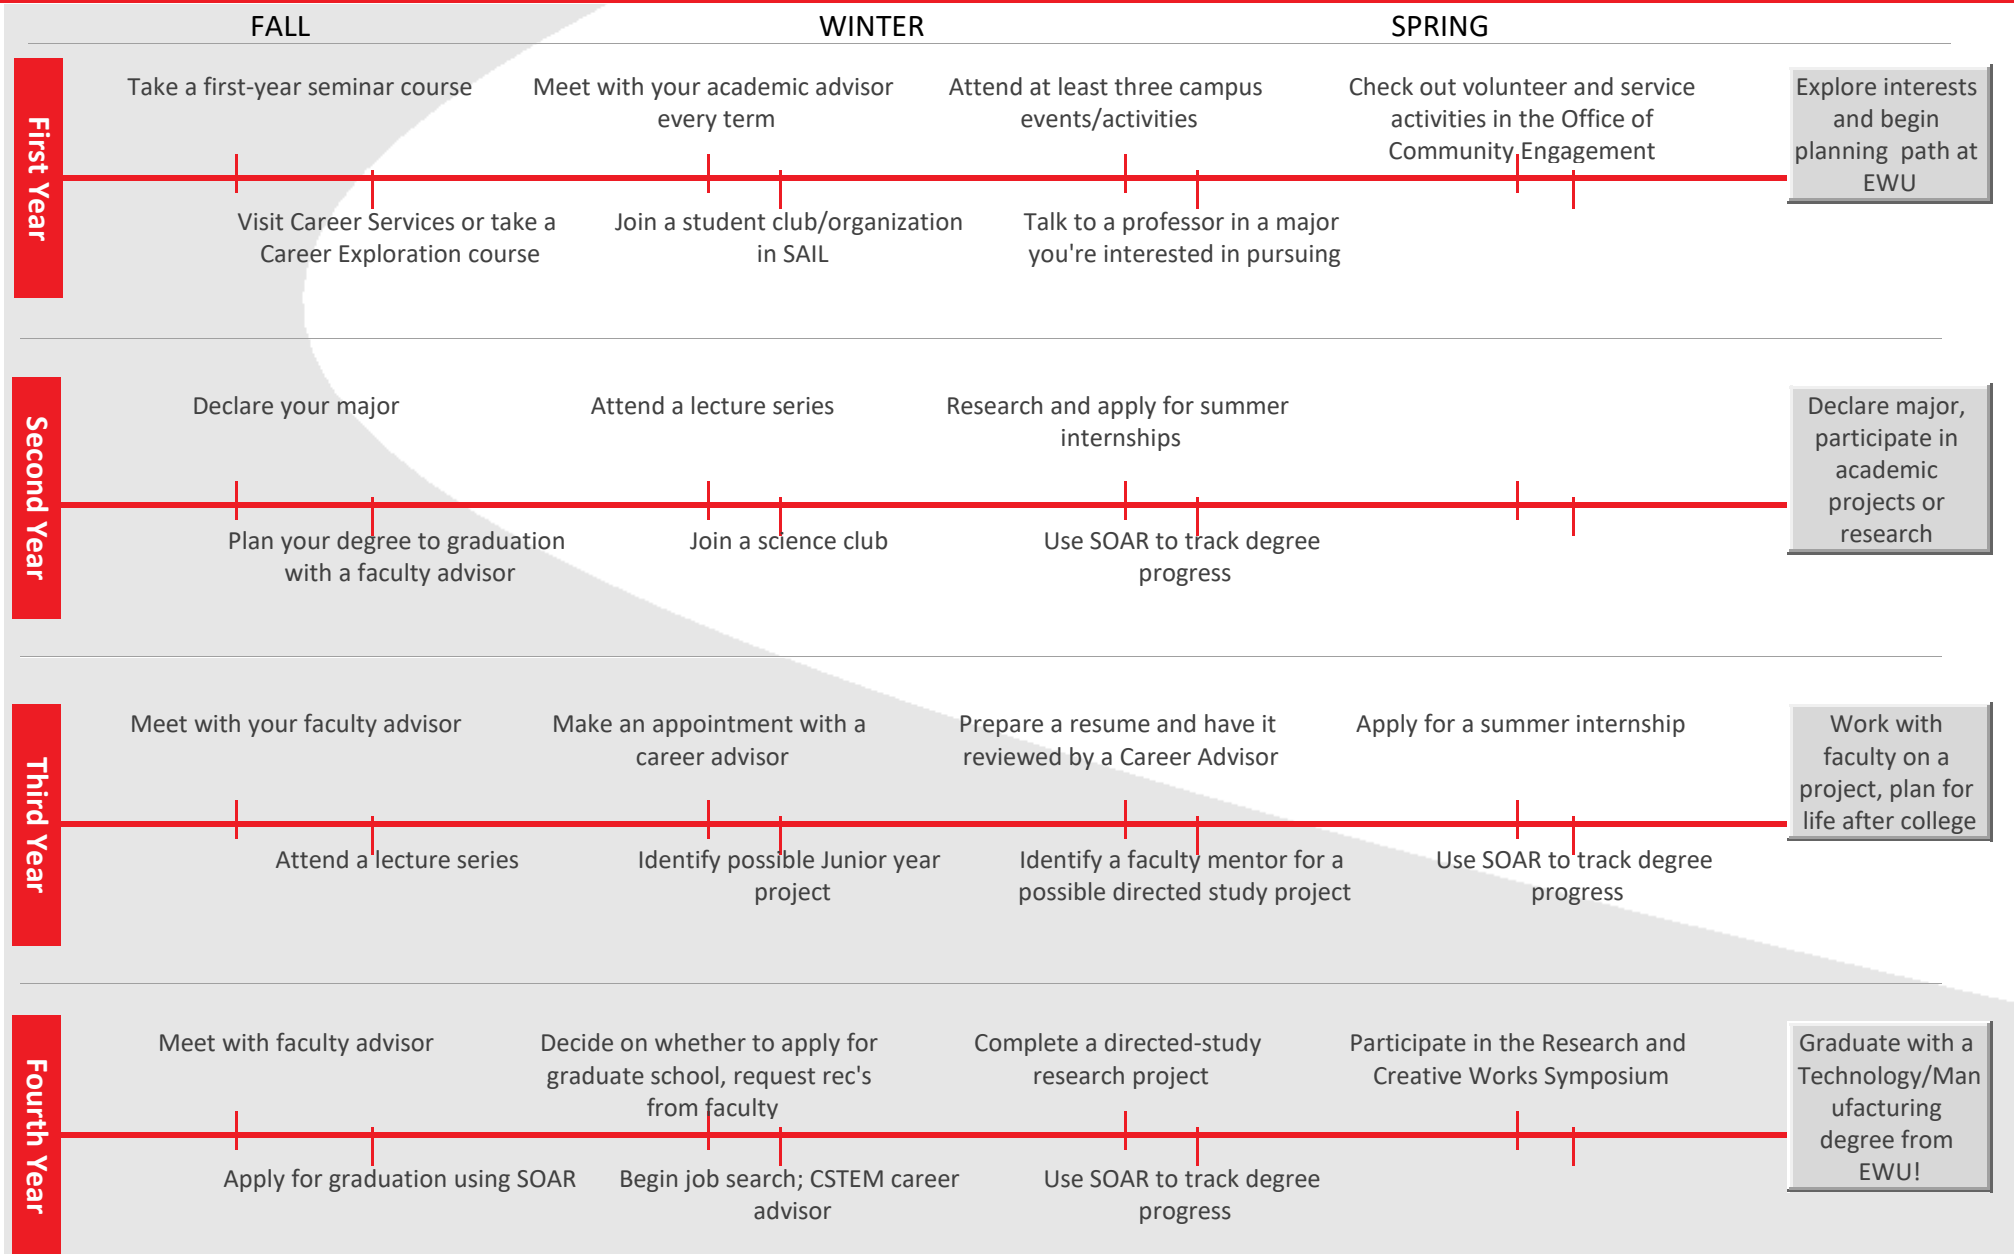 FALL
WINTER
SPRING
First Year
Take a first-year seminar course
Meet with your academic advisor
every term
Attend at least three campus
events/activities
Check out volunteer and service
activities in the Office of
Community Engagement
Visit Career Services or take a
Career Exploration course
Join a student club/organization
in SAIL
Talk to a professor in a major
you're interested in pursuing
Explore interests
and begin
planning path at
EWU
Second Year
Declare your major
Attend a lecture series
Research and apply for summer
internships
Plan your degree to graduation
with a faculty advisor
Join a science club
Use SOAR to track degree
progress
Declare major,
participate in
academic
projects or
research
Third Year
Meet with your faculty advisor
Make an appointment with a
career advisor
Prepare a resume and have it
reviewed by a Career Advisor
Apply for a summer internship
Attend a lecture series
Identify possible Junior year
project
Identify a faculty mentor for a
possible directed study project
Use SOAR to track degree
progress
Work with
faculty on a
project, plan for
life after college
Fourth Year
Meet with faculty advisor
Decide on whether to apply for
graduate school, request rec's
from faculty
Complete a directed-study
research project
Participate in the Research and
Creative Works Symposium
Apply for graduation using SOAR
Begin job search; CSTEM career
advisor
Use SOAR to track degree
progress
Graduate with a
Technology/Man
ufacturing
degree from
EWU!